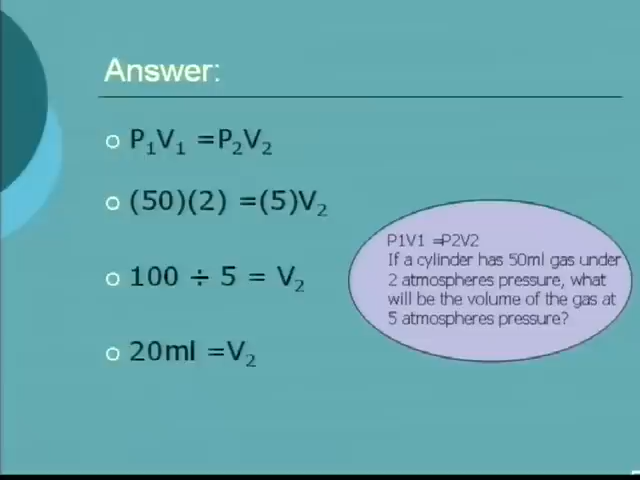 Answer:
P₁V₁ =P₂V₂
(50)(2) =(5)V₂
100 ÷ 5 = V₂
20ml =V₂
P1V1 =P2V2
If a cylinder has 50ml gas under
2 atmospheres pressure, what
will be the volume of the gas at
5 atmospheres pressure?